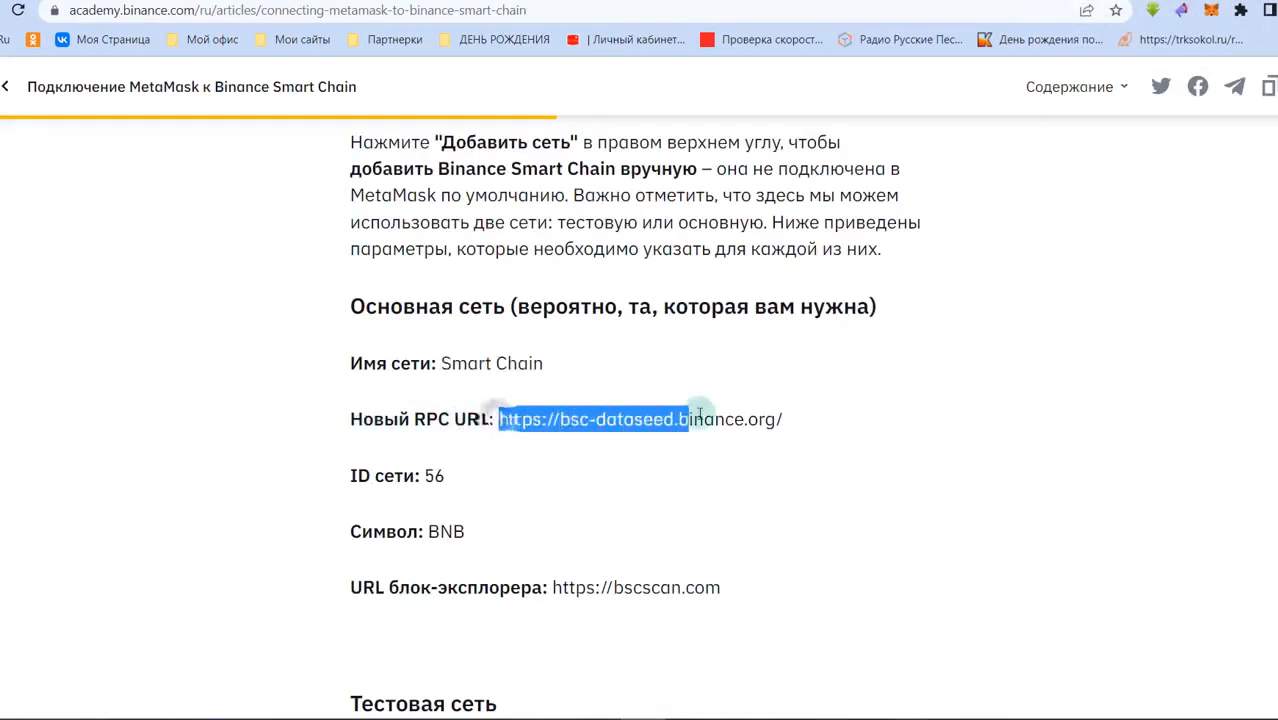 academy.binance.com/ru/articles/connecting-metamask-to-binance-smart-chain
Ru Моя Страница Мой офис Мои сайты Партнерки ДЕНЬ РОЖДЕНИЯ | Личный кабинет... Проверка скорост... Радио Русские Пес... День рождения по... https://trksokol.ru/r...
Подключение MetaMask к Binance Smart Chain Содержание
Нажмите "Добавить сеть" в правом верхнем углу, чтобы
добавить Binance Smart Chain вручную – она не подключена в
MetaMask по умолчанию. Важно отметить, что здесь мы можем
использовать две сети: тестовую или основную. Ниже приведены
параметры, которые необходимо указать для каждой из них.
Основная сеть (вероятно, та, которая вам нужна)
Имя сети: Smart Chain
Новый RPC URL: https://bsc-dataseed.binance.org/
ID сети: 56
Символ: BNB
URL блок-эксплорера: https://bscscan.com
Тестовая сеть